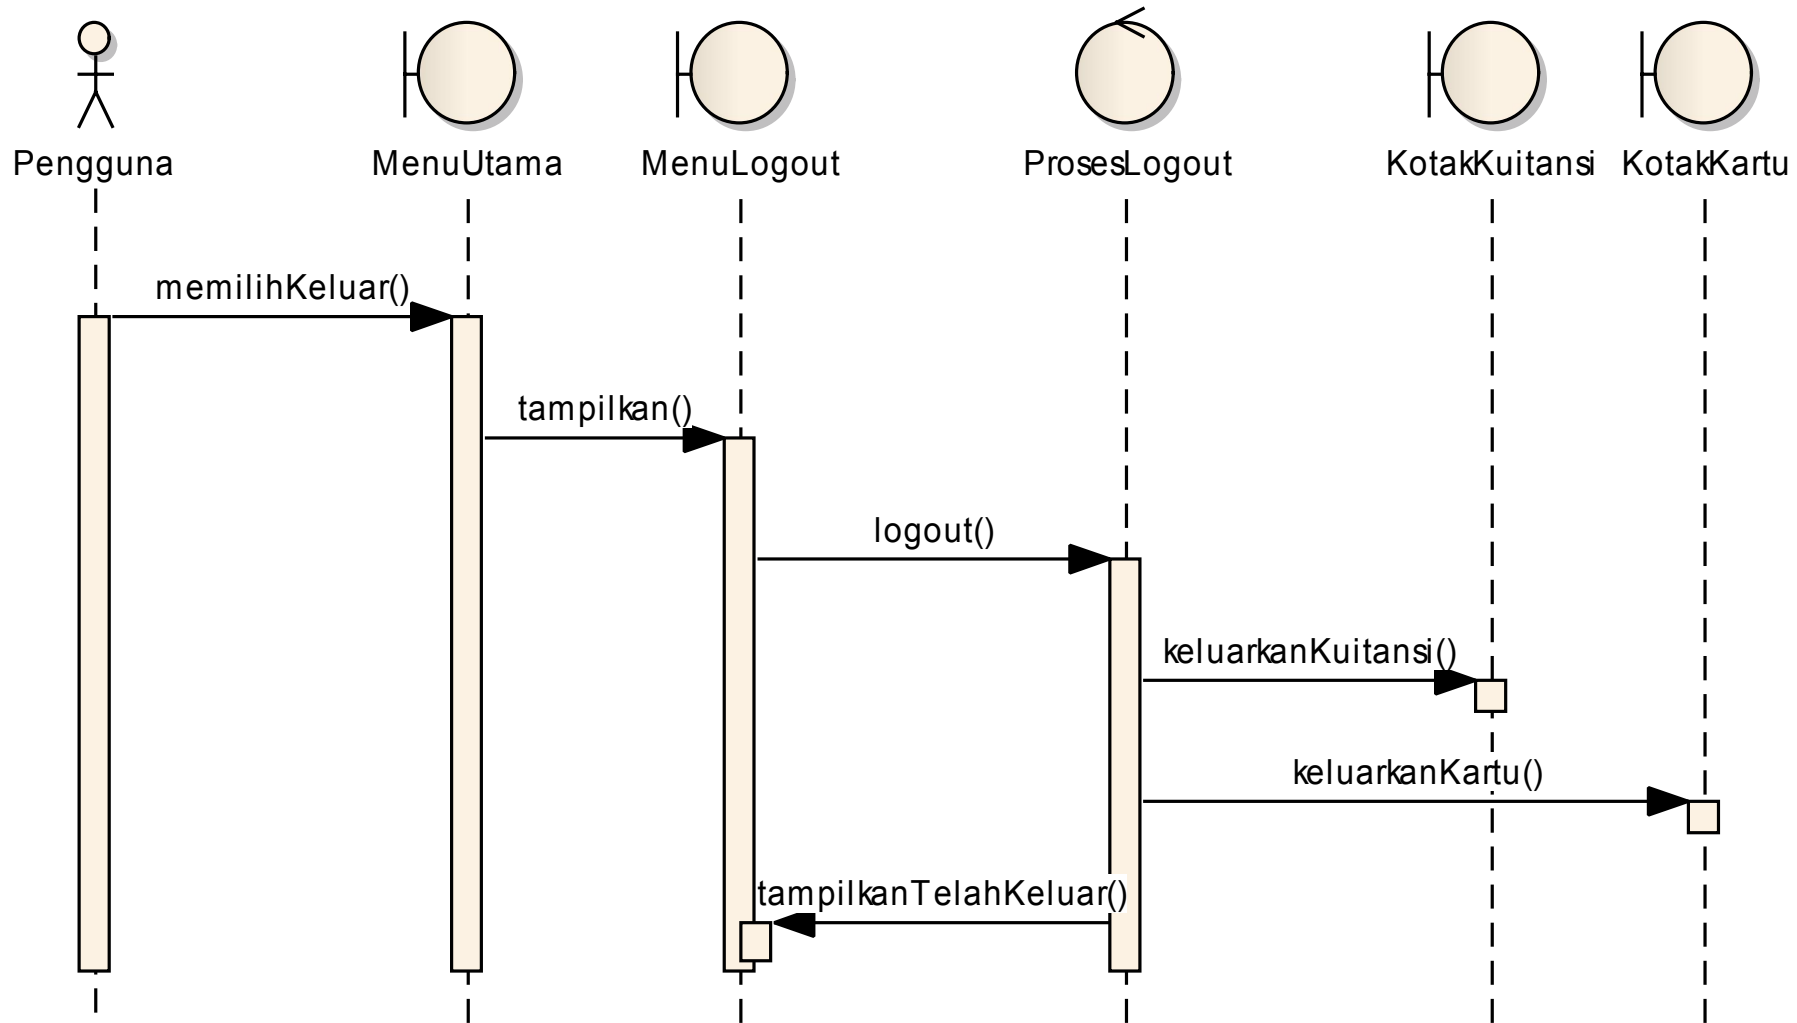 Pengguna
MenuUtama
MenuLogout
ProsesLogout
KotakKuitansi
KotakKartu
memilihKeluar()
tampilkan()
logout()
keluarkanKuitansi()
keluarkanKartu()
tampilkanTelahKeluar()